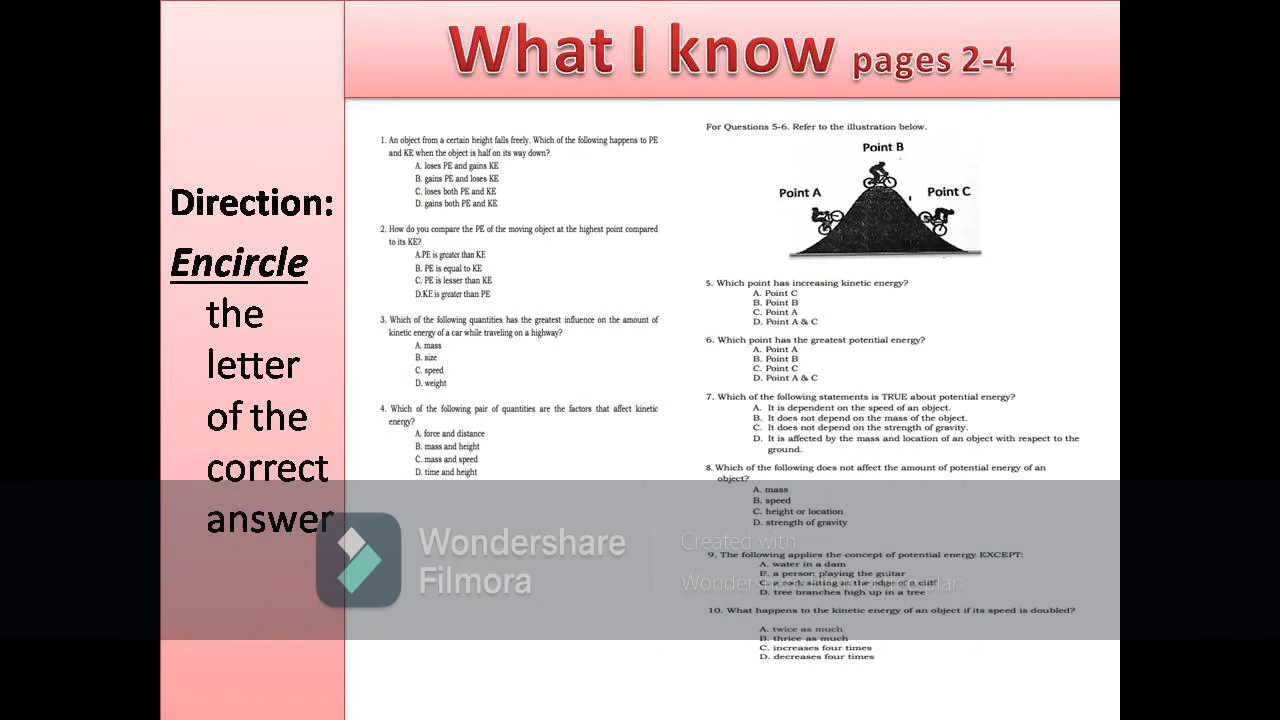 What I know pages 2-4
Direction:
Encircle
the
letter
of the
correct
answer
1. An object from a certain height falls freely. Which of the following happens to PE
and KE when the object is half on its way down?
A. loses PE and gains KE
B. gains PE and loses KE
C. loses both PE and KE
D. gains both PE and KE
2. How do you compare the PE of the moving object at the highest point compared
to its KE?
A.PE is greater than KE
B. PE is equal to KE
C. PE is lesser than KE
D.KE is greater than PE
3. Which of the following quantities has the greatest influence on the amount of
kinetic energy of a car while traveling on a highway?
A. mass
B. size
C. speed
D. weight
4. Which of the following pair of quantities are the factors that affect kinetic
energy?
A. force and distance
B. mass and height
C. mass and speed
D. time and height
For Questions 5-6. Refer to the illustration below.
Point B
Point A
Point C
5. Which point has increasing kinetic energy?
A. Point C
B. Point B
C. Point A
D. Point A & C
6. Which point has the greatest potential energy?
A. Point A
B. Point B
C. Point C
D. Point A & C
7. Which of the following statements is TRUE about potential energy?
A. It is dependent on the speed of an object.
B. It does not depend on the mass of the object.
C. It does not depend on the strength of gravity.
D. It is affected by the mass and location of an object with respect to the
ground.
8. Which of the following does not affect the amount of potential energy of an
object?
A. mass
B. speed
C. height or location
D. strength of gravity
9. The following applies the concept of potential energy EXCEPT:
A. water in a dam
B. a person playing the guitar
C. a rock sitting at the edge of a cliff
D. tree branches high up in a tree
10. What happens to the kinetic energy of an object if its speed is doubled?
A. twice as much
B. thrice as much
C. increases four times
D. decreases four times
Wondershare
Filmora
Created with
plan